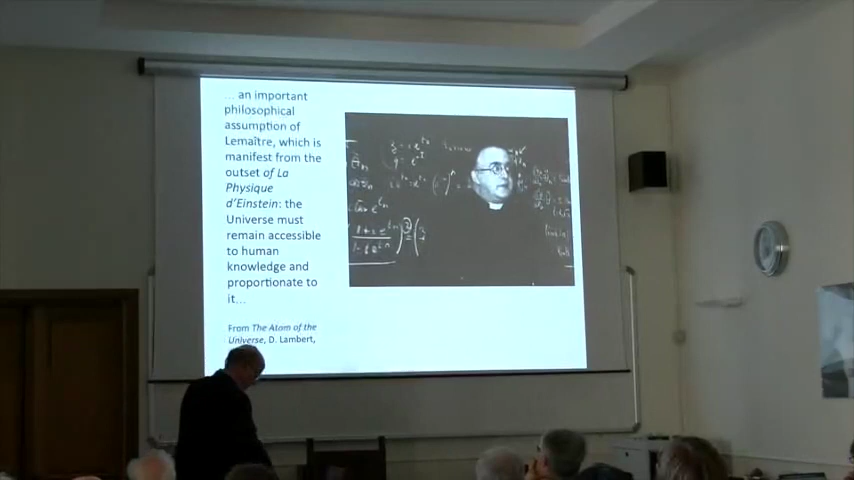 ... an important
philosophical
assumption of
Lemaître, which is
manifest from the
outset of La
Physique
d'Einstein: the
Universe must
remain accessible
to human
knowledge and
proportionate to
it...
From The Atom of the
Universe, D. Lambert,